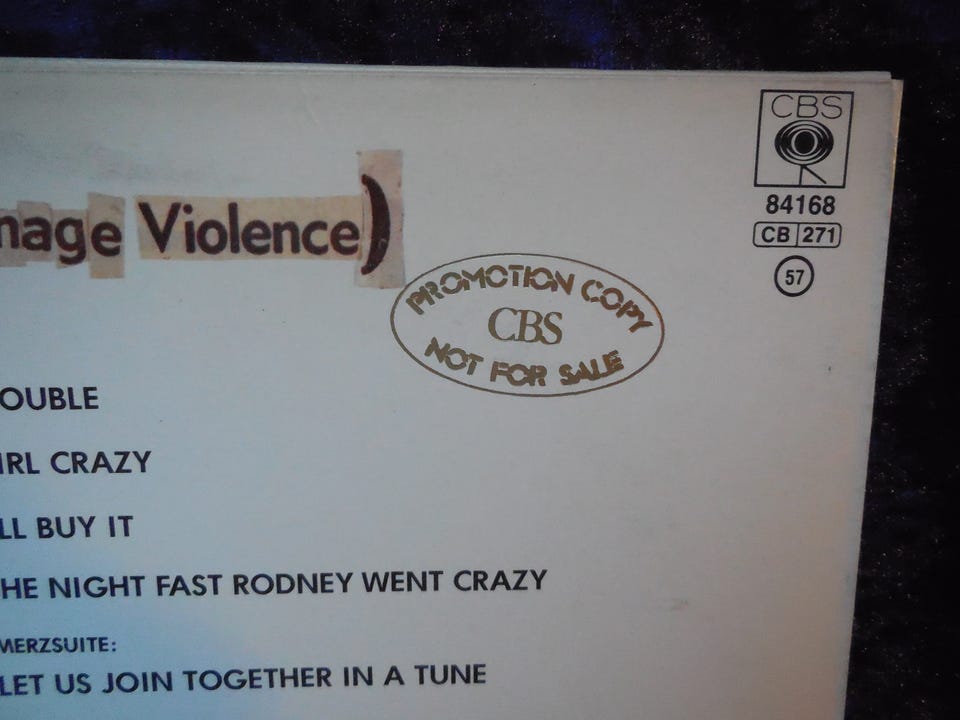 CBS
84168
CB 271
57
nage Violence)
PROMOTION COPY
CBS
NOT FOR SALE
OUBLE
IRL CRAZY
LL BUY IT
HE NIGHT FAST RODNEY WENT CRAZY
MERZSUITE:
LET US JOIN TOGETHER IN A TUNE